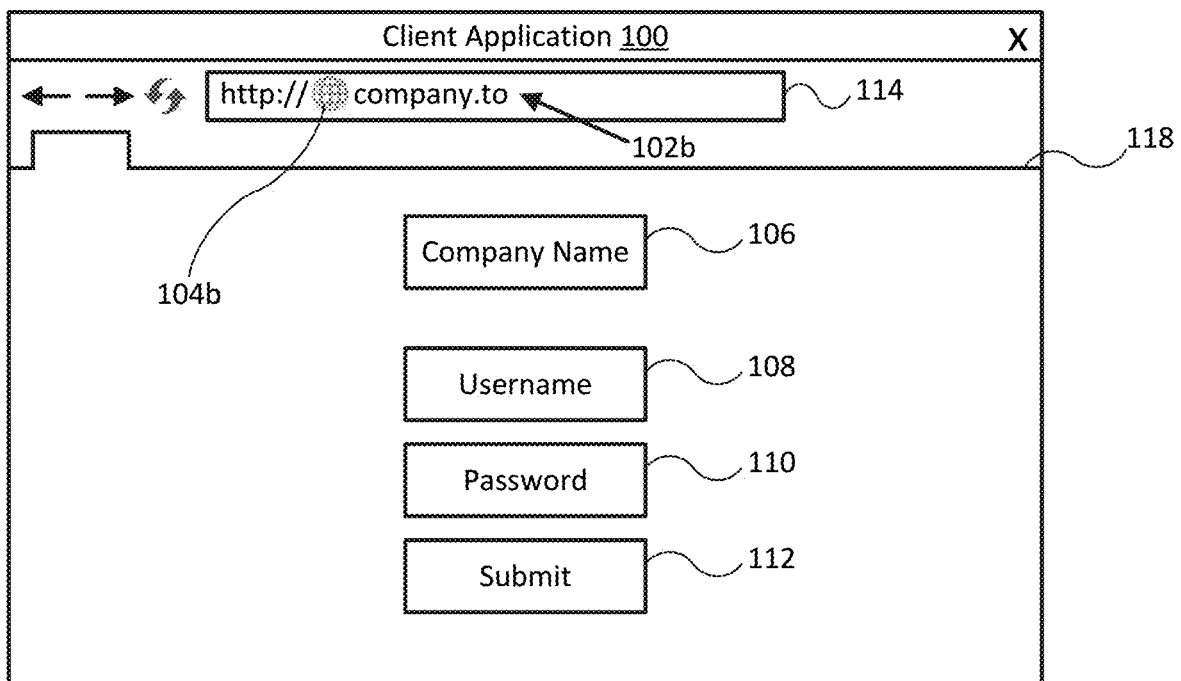 Client Application 100 X
http:// company.to 114
102b 118
Company Name 106
104b
Username 108
Password 110
Submit 112